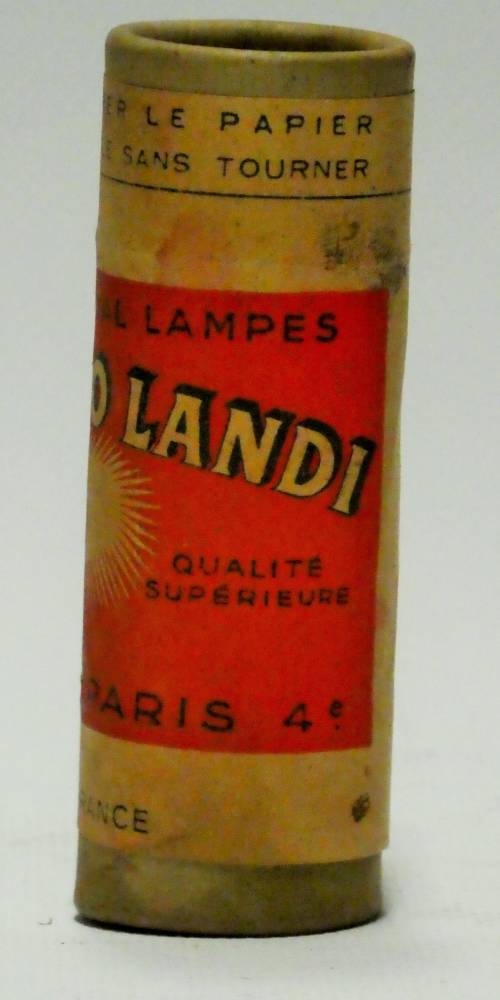 ER LE PAPIER
E SANS TOURNER
AL LAMPES
O LANDI
QUALITÉ
SUPÉRIEURE
PARIS 4e
RANCE